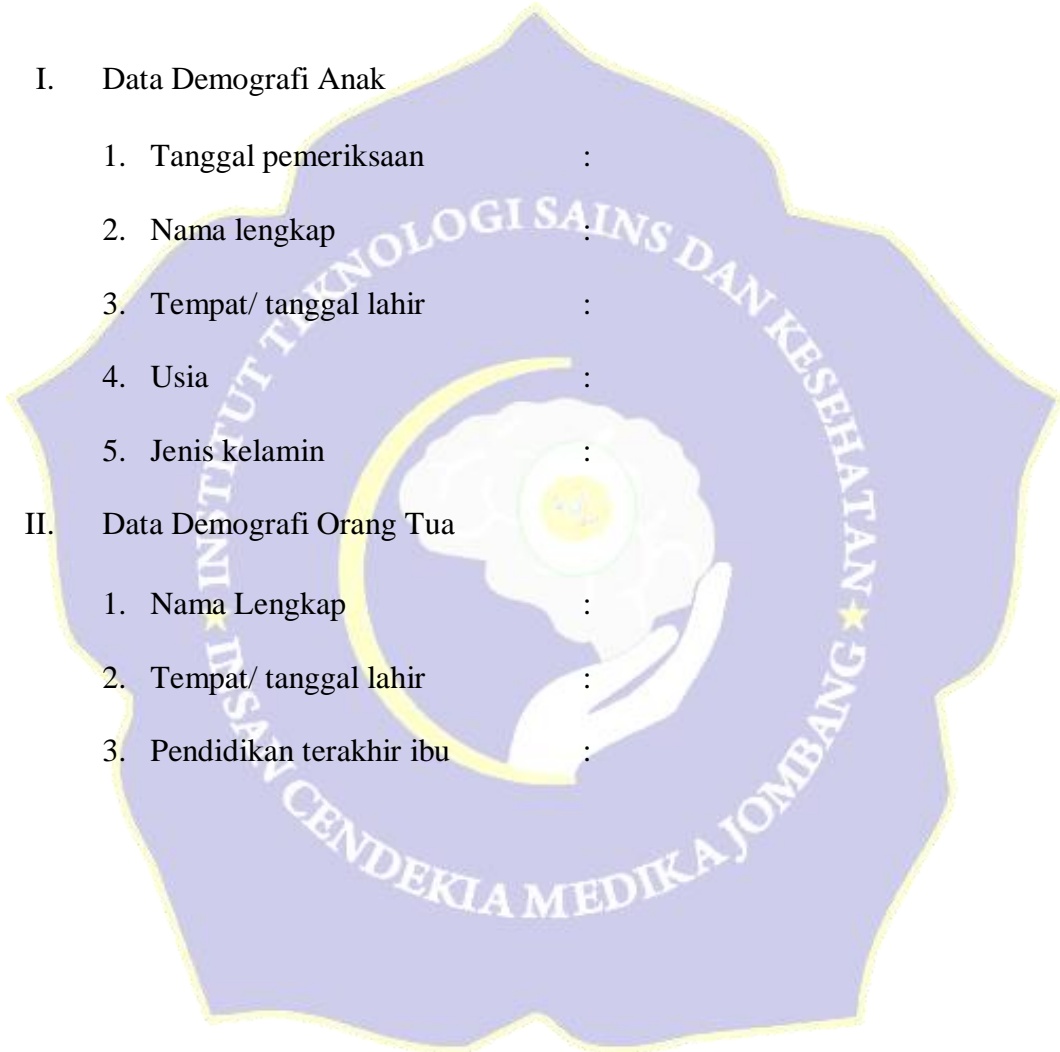 I. Data Demografi Anak
1. Tanggal pemeriksaan :
2. Nama lengkap :
3. Tempat/ tanggal lahir :
4. Usia :
5. Jenis kelamin :
II. Data Demografi Orang Tua
1. Nama Lengkap :
2. Tempat/ tanggal lahir :
3. Pendidikan terakhir ibu :
INSTITUT TEKNOLOGI SAINS DAN KESEHATAN
INSAN CENDEKIA MEDIKA JOMBANG